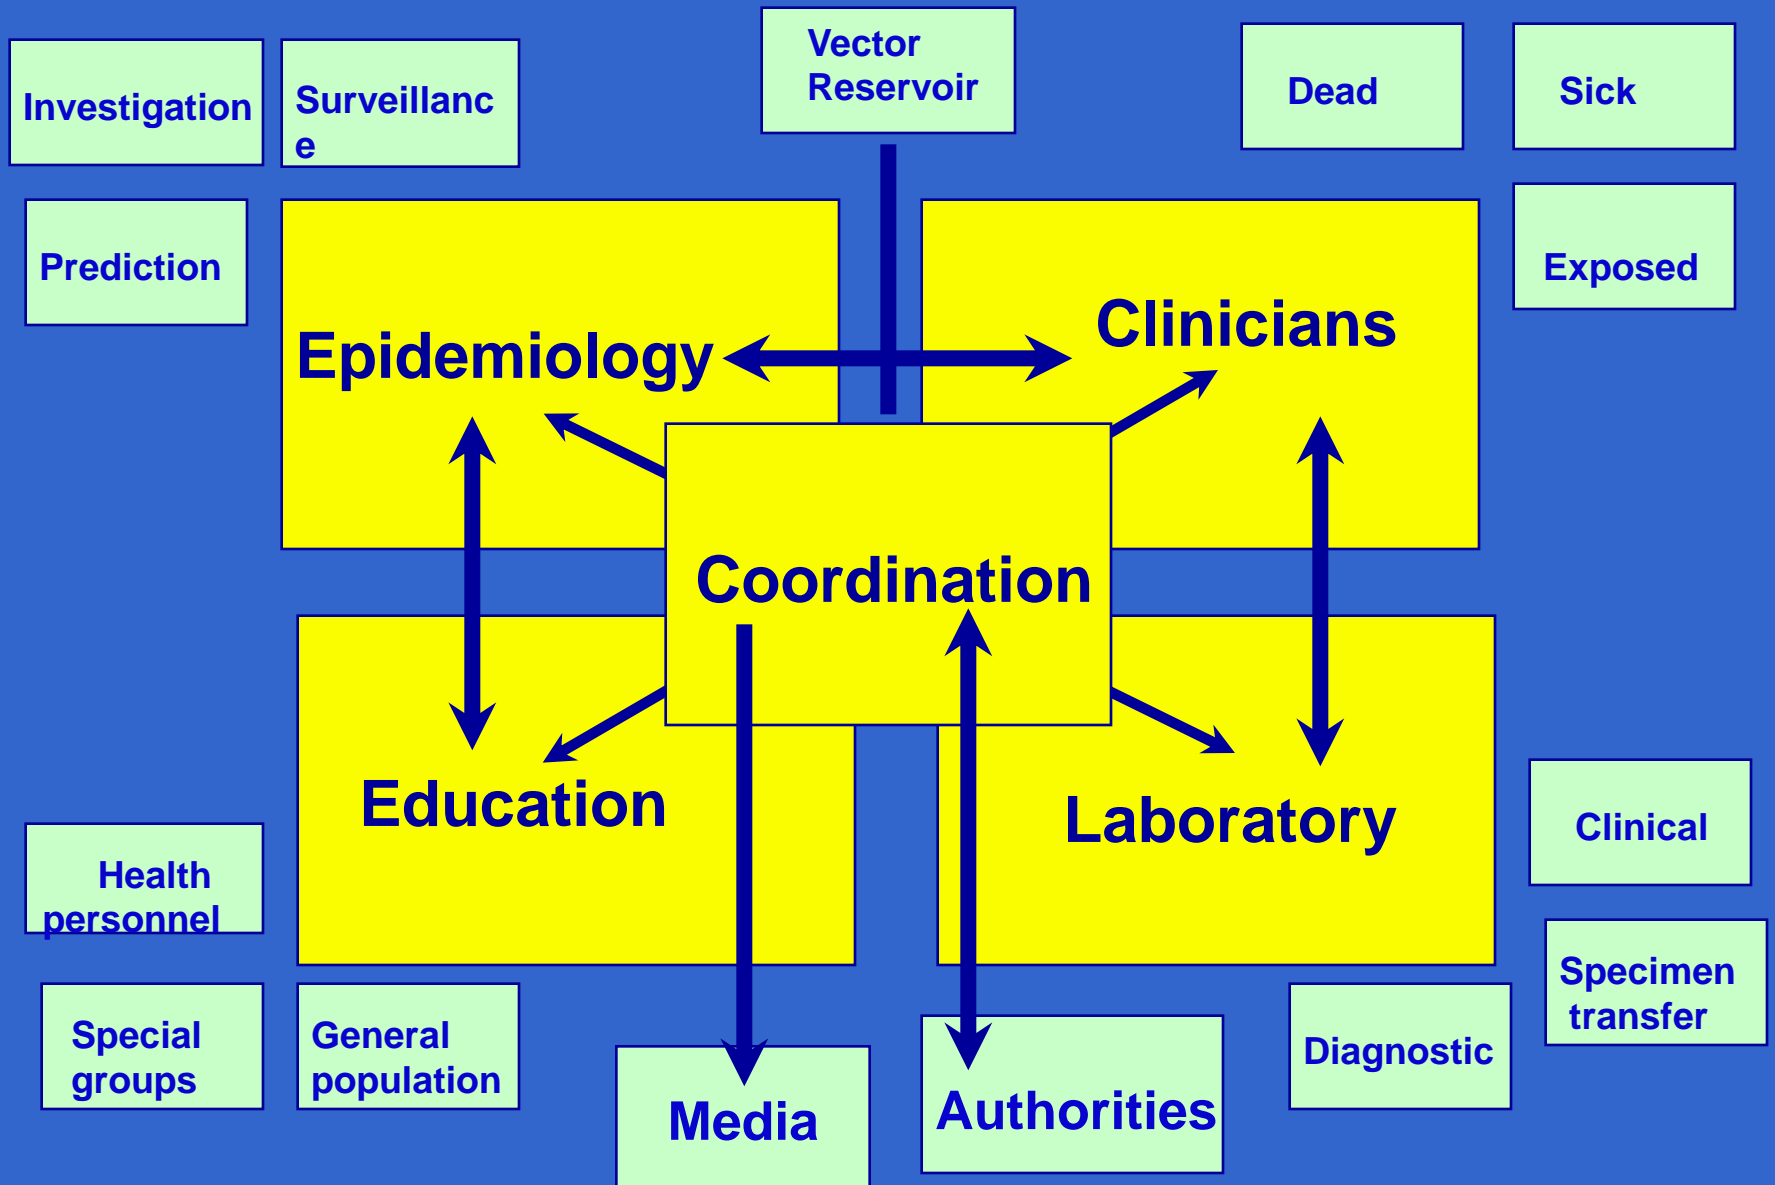 Vector
Reservoir
Investigation
Surveillanc
e
Dead
Sick
Prediction
Exposed
Epidemiology
Clinicians
Coordination
Education
Laboratory
Health
personnel
Clinical
Special
groups
General
population
Specimen
transfer
Diagnostic
Media
Authorities